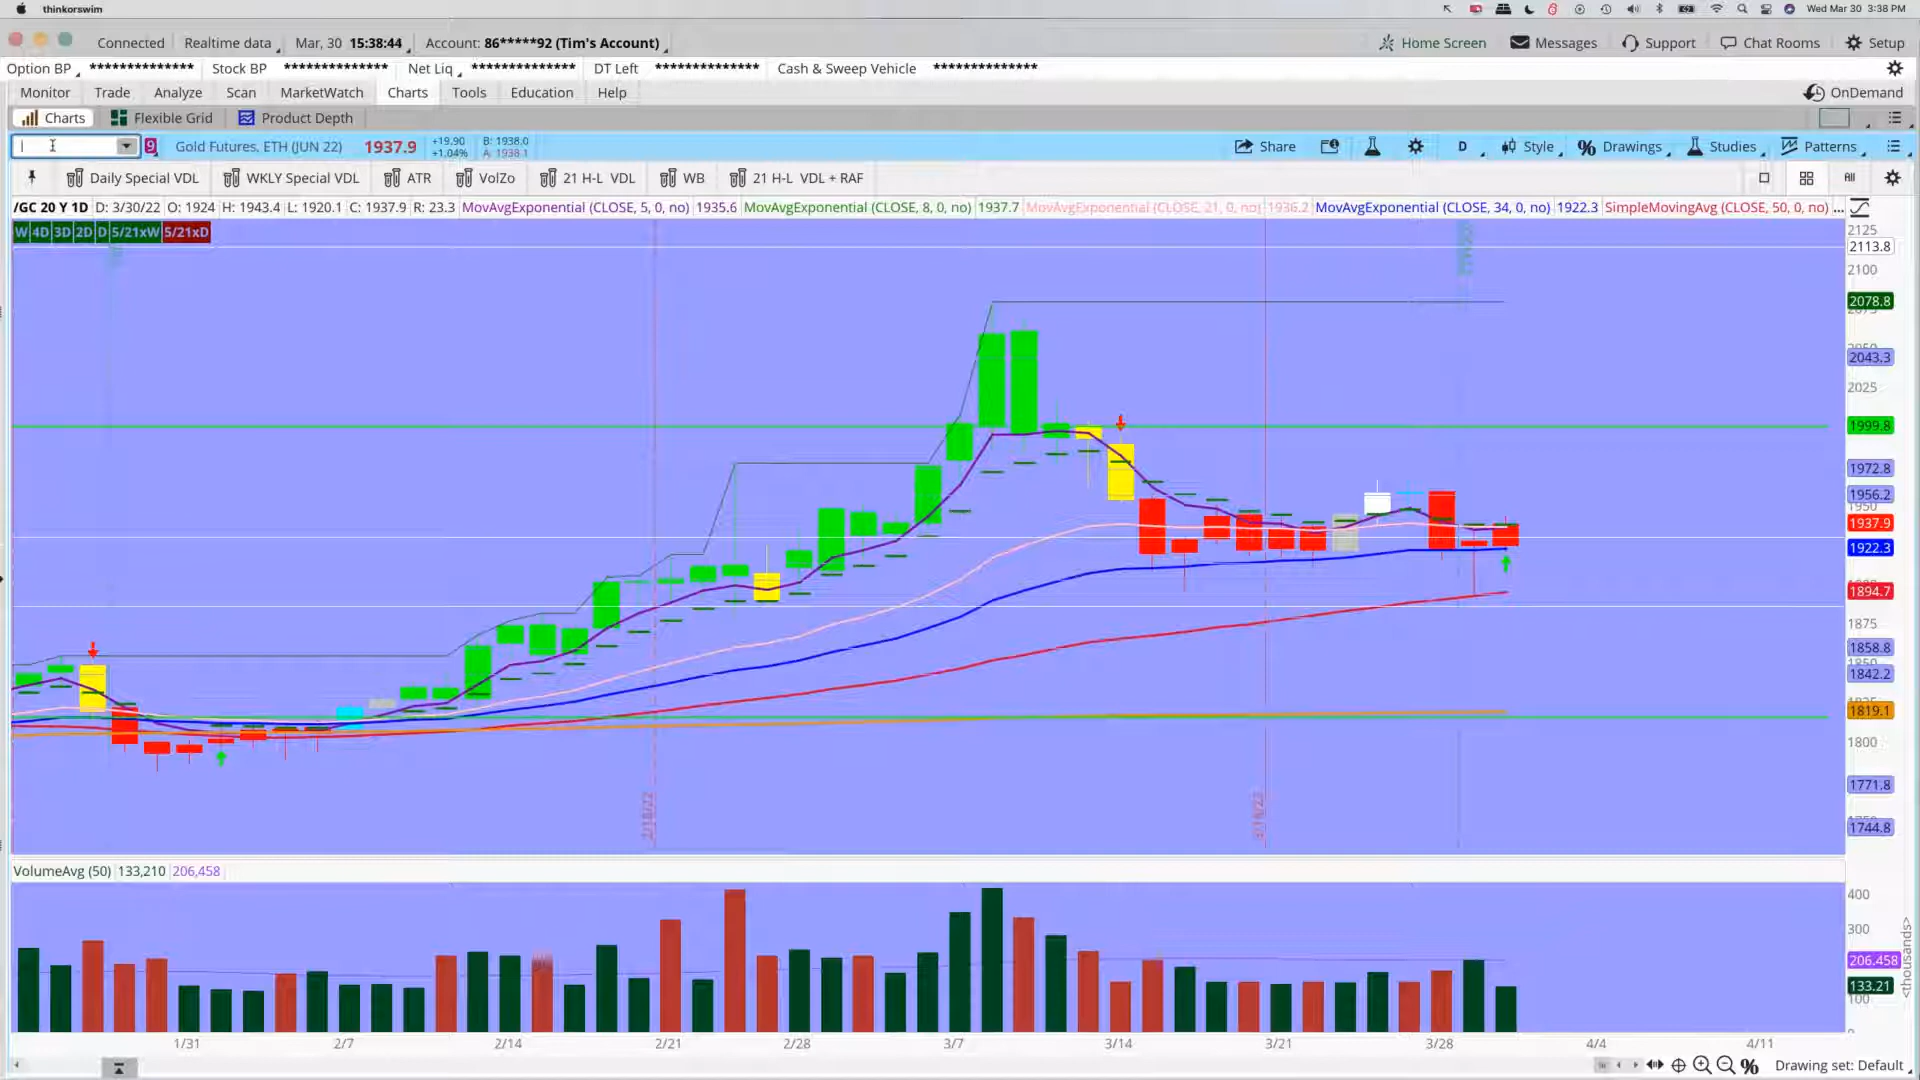 thinkorswim
Wed Mar 30 3:38 PM
Connected
Realtime data
Mar, 30 15:38:44
Account: 86*****92 (Tim's Account)
Home Screen
Messages
Support
Chat Rooms
Setup
Option BP **************
Stock BP **************
Net Liq **************
DT Left **************
Cash & Sweep Vehicle **************
Monitor
Trade
Analyze
Scan
MarketWatch
Charts
Tools
Education
Help
OnDemand
Charts
Flexible Grid
Product Depth
9
Gold Futures, ETH (JUN 22)
1937.9
+19.90
+1.04%
B: 1938.0
A: 1938.1
Share
D
Style
% Drawings
Studies
Patterns
Daily Special VDL
WKLY Special VDL
ATR
VolZo
21 H-L VDL
WB
21 H-L VDL + RAF
All
/GC 20 Y 1D D: 3/30/22 O: 1924 H: 1943.4 L: 1920.1 C: 1937.9 R: 23.3 MovAvgExponential (CLOSE, 5, 0, no) 1935.6 MovAvgExponential (CLOSE, 8, 0, no) 1937.7 MovAvgExponential (CLOSE, 21, 0, no) 1936.2 MovAvgExponential (CLOSE, 34, 0, no) 1922.3 SimpleMovingAvg (CLOSE, 50, 0, no) ...
W 4D 3D 2D D 5/21xW 5/21xD
2125
2113.8
2100
2078.8
2043.3
2025
1999.8
1972.8
1956.2
1950
1937.9
1922.3
1894.7
1875
1858.8
1850
1842.2
1819.1
1800
1771.8
1744.8
2/18/22
VolumeAvg (50) 133,210 206,458
400
300
206.458
133.21
100
0
<thousands>
1/31
2/7
2/14
2/21
2/28
3/7
3/14
3/21
3/28
4/4
4/11
%
Drawing set: Default